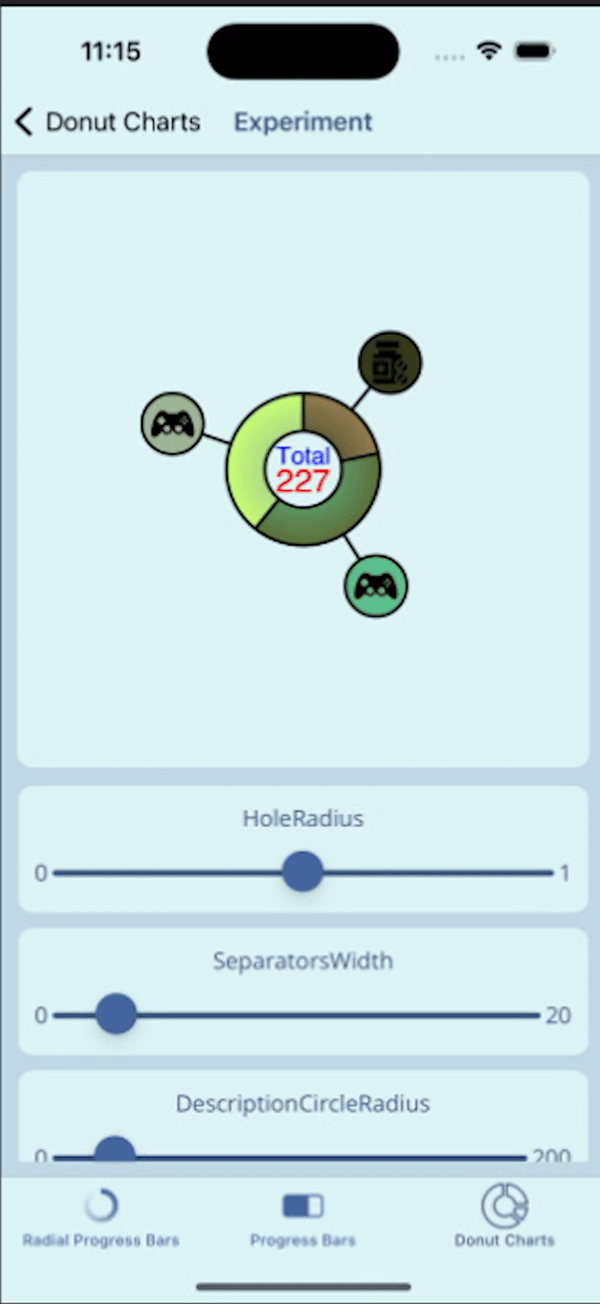 11:15
Donut Charts Experiment
Total
227
HoleRadius
0 1
SeparatorsWidth
0 20
DescriptionCircleRadius
0 200
Radial Progress Bars Progress Bars Donut Charts